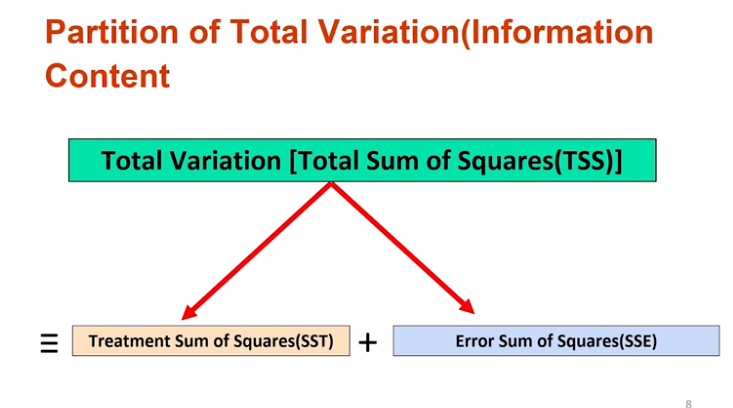 Partition of Total Variation(Information
Content
Total Variation [Total Sum of Squares(TSS)]
≡ Treatment Sum of Squares(SST) + Error Sum of Squares(SSE)
8